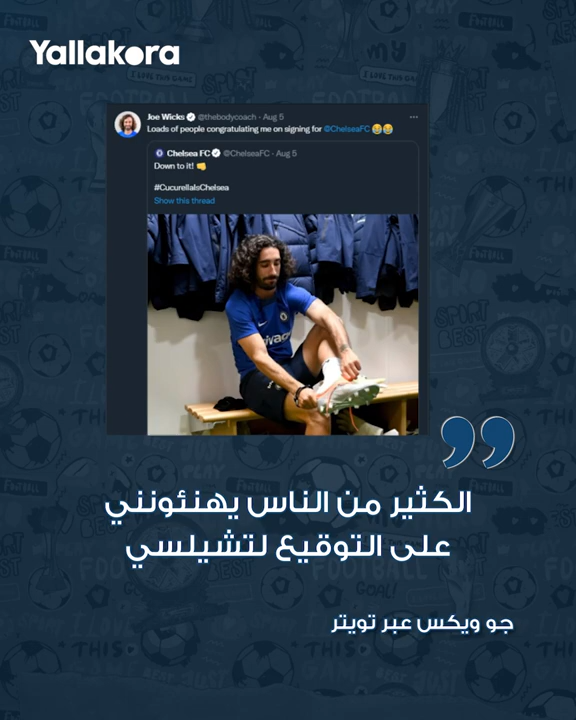 Yallakora
Joe Wicks @thebodycoach · Aug 5
Loads of people congratulating me on signing for @ChelseaFC 😂😂
Chelsea FC @ChelseaFC · Aug 5
Down to it! 👊
#CucurellaIsChelsea
Show this thread
الكثير من الناس يهنئونني
على التوقيع لتشيلسي
جو ويكس عبر تويتر